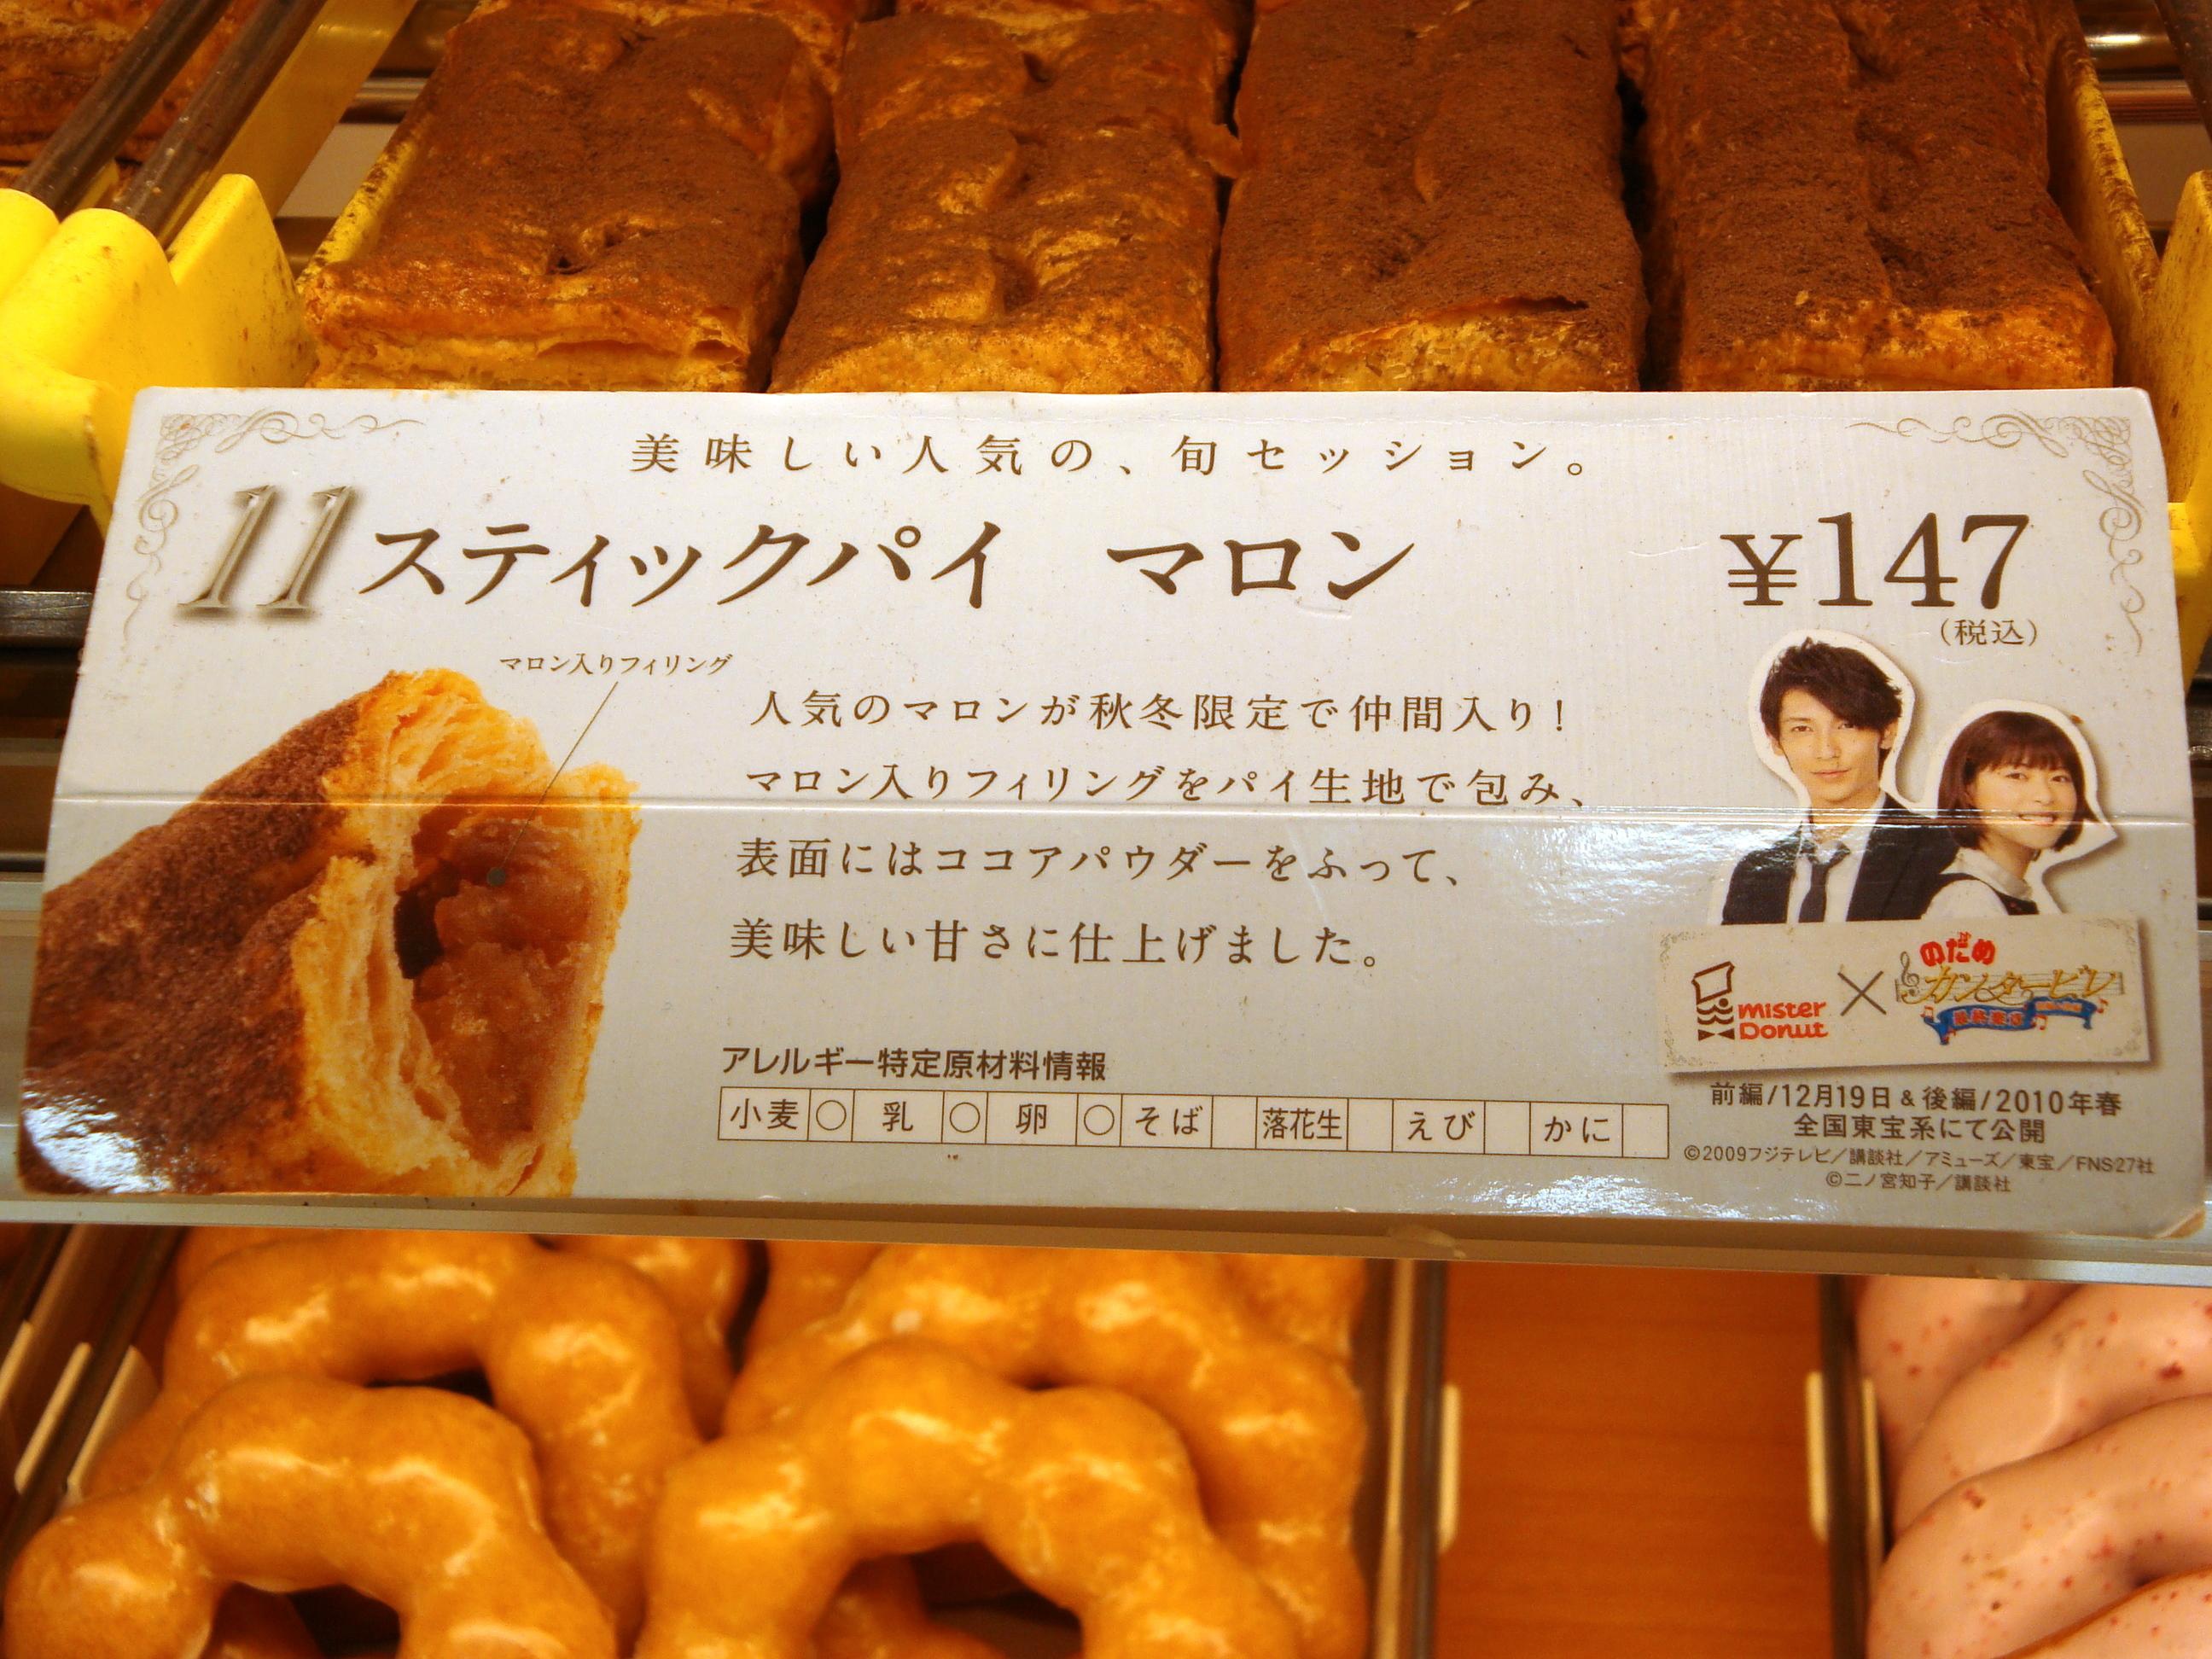 美味しい人気の、旬セッション。
11 スティックパイ マロン ¥147
(税込)
マロン入りフィリング
人気のマロンが秋冬限定で仲間入り!
マロン入りフィリングをパイ生地で包み、
表面にはココアパウダーをふって、
美味しい甘さに仕上げました。
のだめ
カンタービレ
最終楽章
mister
Donut
×
アレルギー特定原材料情報
小麦 ○ 乳 ○ 卵 ○ そば 落花生 えび かに
前編/12月19日&後編/2010年春
全国東宝系にて公開
©2009フジテレビ/講談社/アミューズ/東宝/FNS27社
©二ノ宮知子/講談社